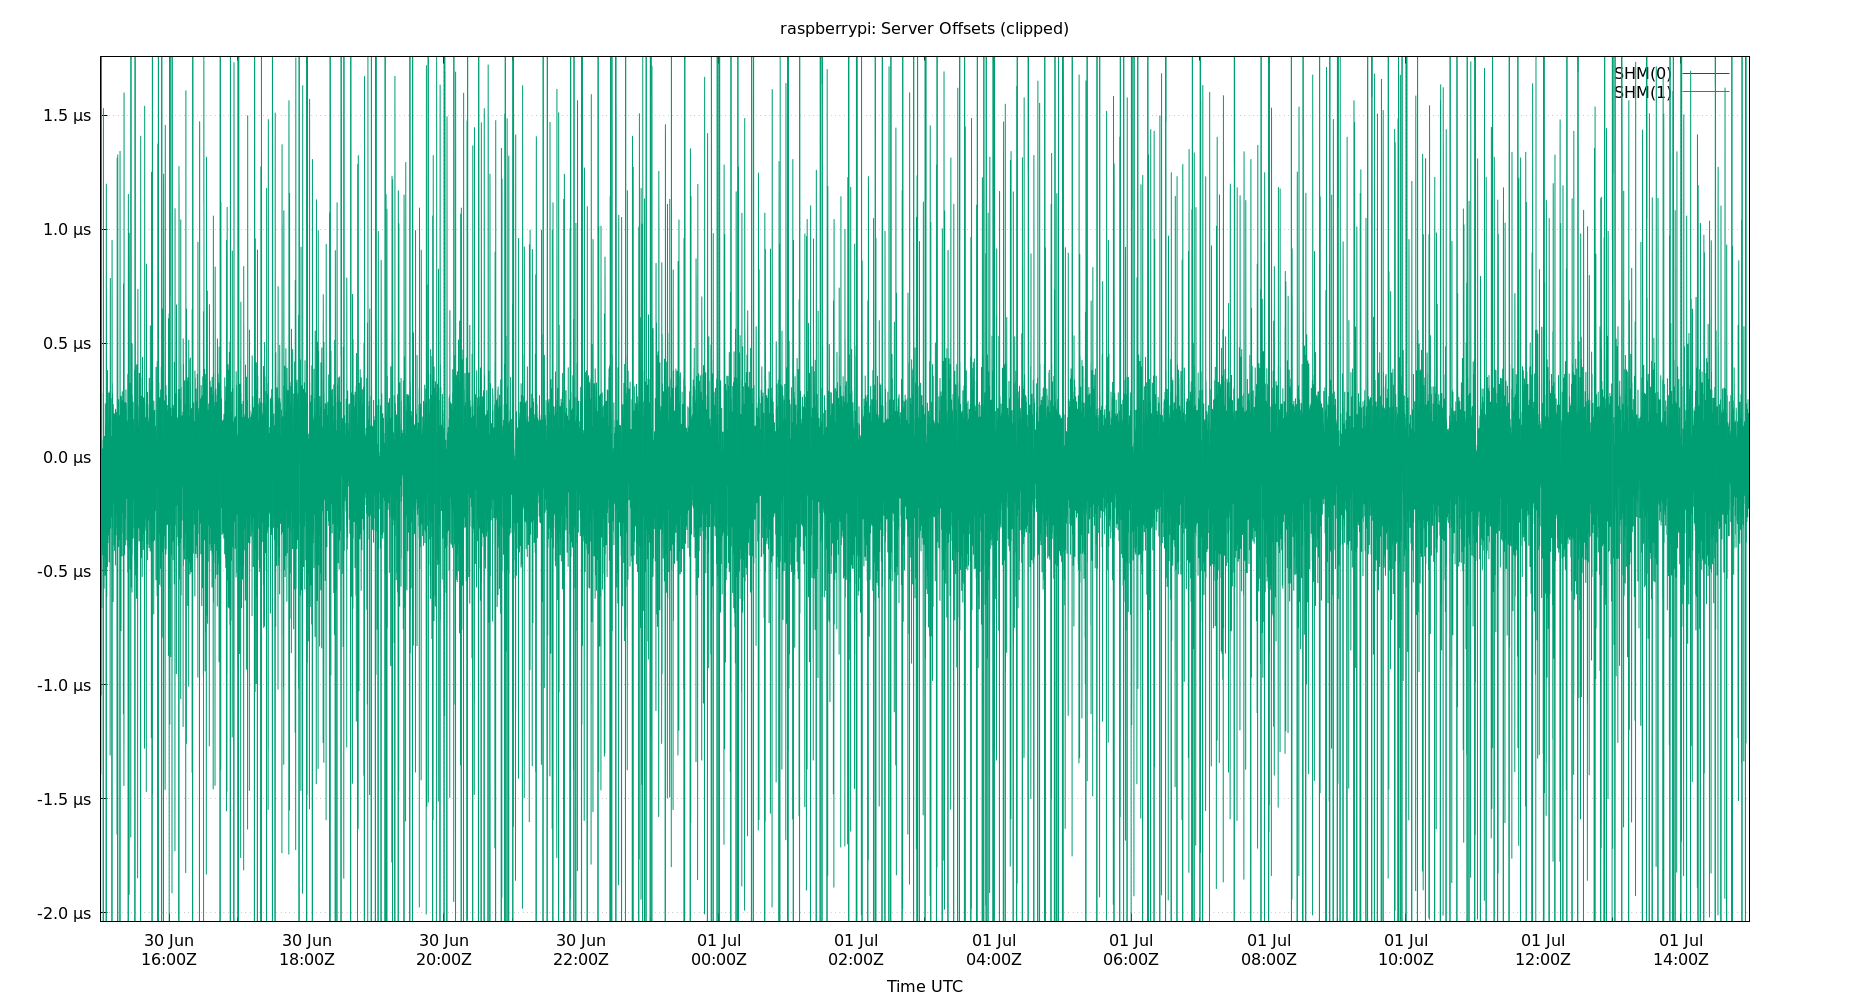 raspberrypi: Server Offsets (clipped)
SHM(0)
SHM(1)
1.5 µs
1.0 µs
0.5 µs
0.0 µs
-0.5 µs
-1.0 µs
-1.5 µs
-2.0 µs
30 Jun 30 Jun 30 Jun 30 Jun 01 Jul 01 Jul 01 Jul 01 Jul 01 Jul 01 Jul 01 Jul 01 Jul
16:00Z 18:00Z 20:00Z 22:00Z 00:00Z 02:00Z 04:00Z 06:00Z 08:00Z 10:00Z 12:00Z 14:00Z
Time UTC